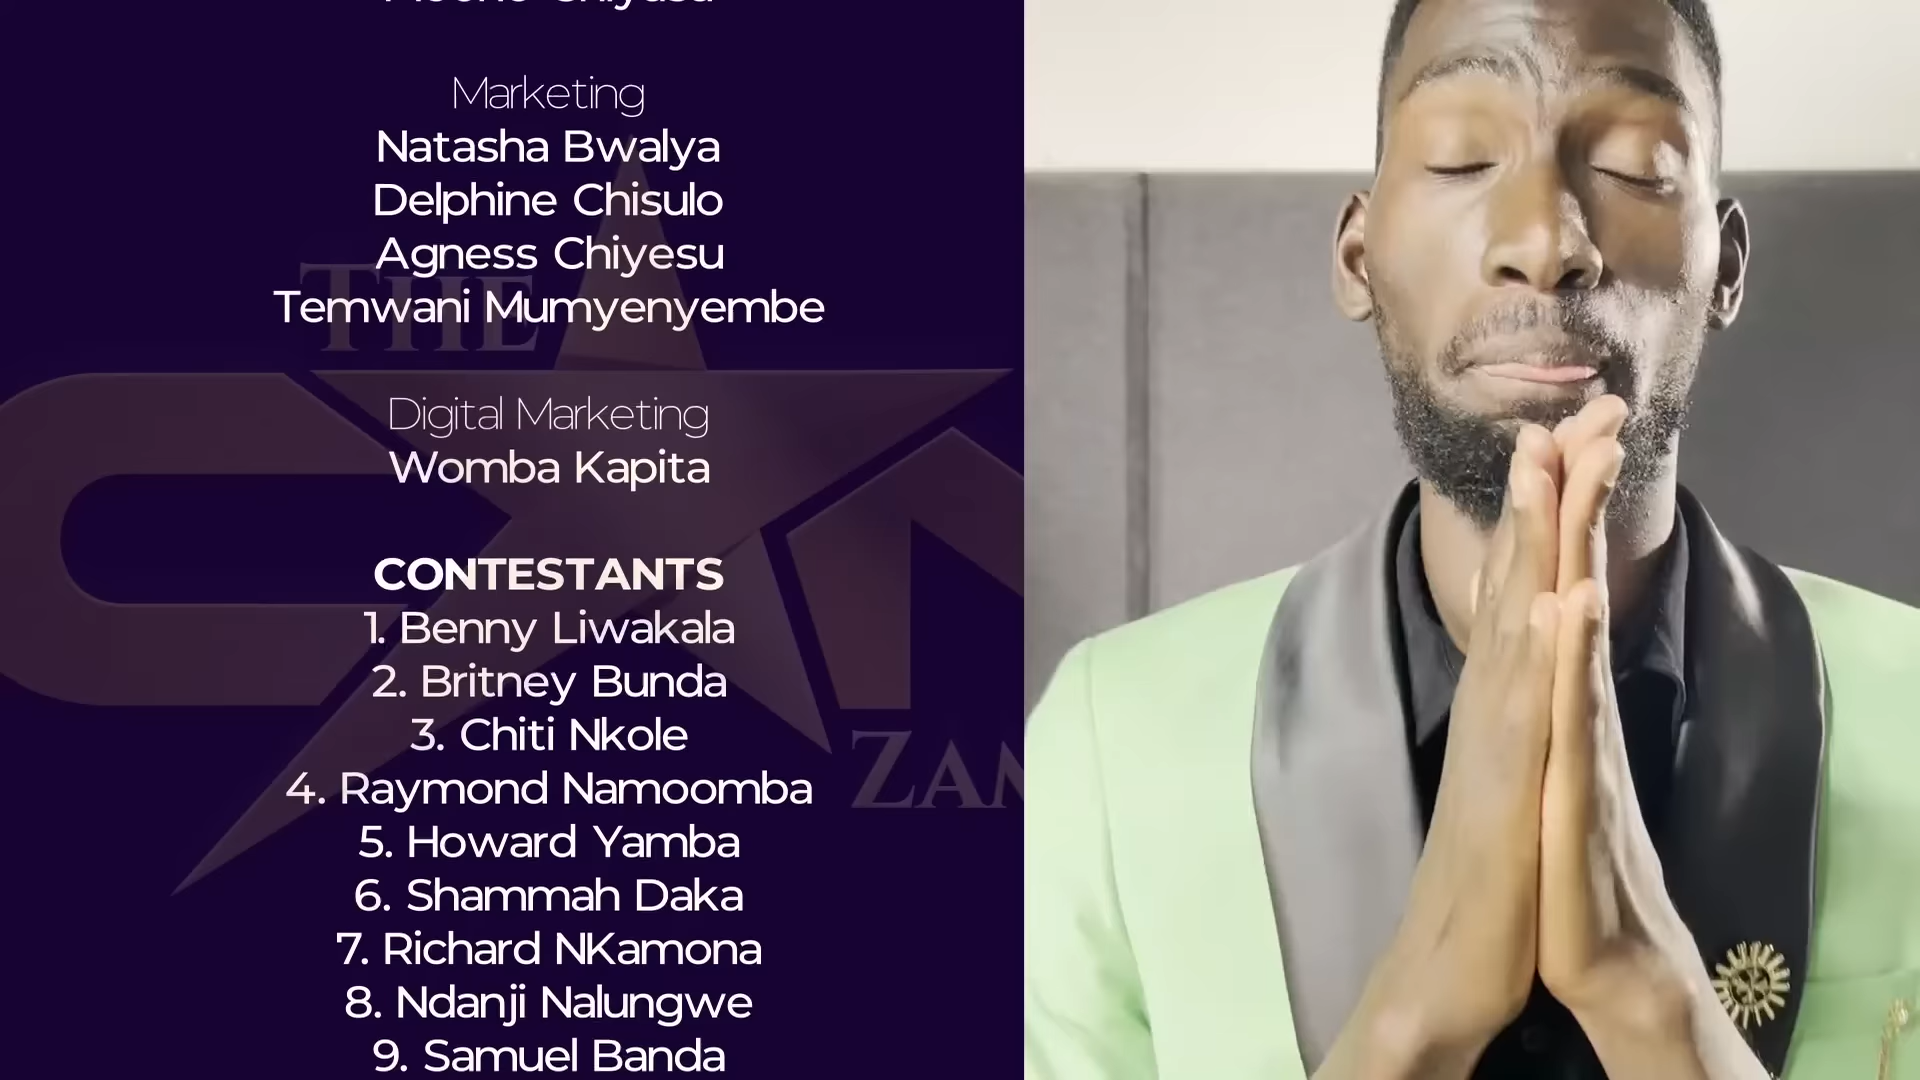 Marketing
Natasha Bwalya
Delphine Chisulo
Agness Chiyesu
Temwani Mumyenyembe
THE
Digital Marketing
Womba Kapita
CONTESTANTS
1. Benny Liwakala
2. Britney Bunda
3. Chiti Nkole
4. Raymond Namoomba
ZAM
5. Howard Yamba
6. Shammah Daka
7. Richard NKamona
8. Ndanji Nalungwe
9. Samuel Banda